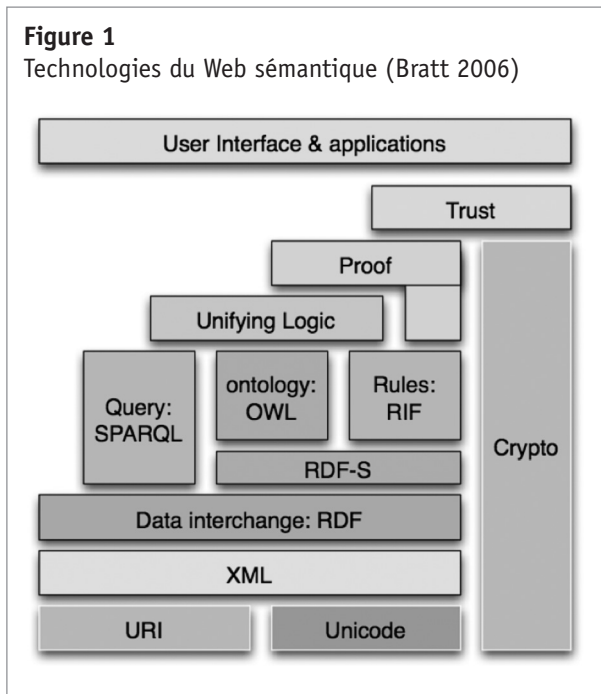 Figure 1
Technologies du Web sémantique (Bratt 2006)
User Interface & applications
Trust
Proof
Unifying Logic
Query:
SPARQL
ontology:
OWL
Rules:
RIF
Crypto
RDF-S
Data interchange: RDF
XML
URI
Unicode